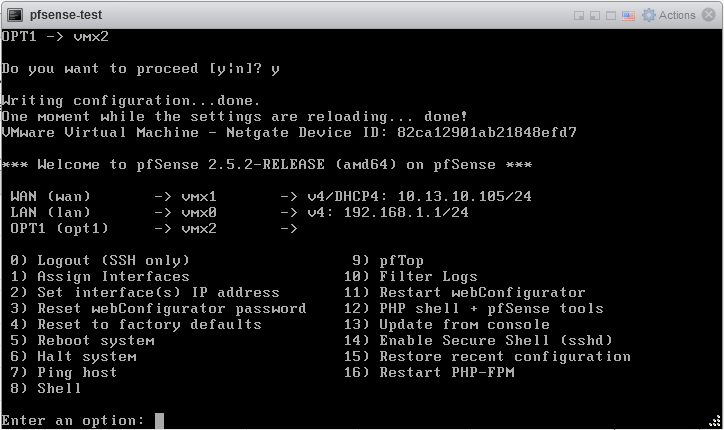 pfsense-test
Actions
OPT1 -> vmx2
Do you want to proceed [y¦n]? y
Writing configuration...done.
One moment while the settings are reloading... done!
VMware Virtual Machine - Netgate Device ID: 82ca12901ab21848efd7
*** Welcome to pfSense 2.5.2-RELEASE (amd64) on pfSense ***
WAN (wan)       -> vmx1       -> v4/DHCP4: 10.13.10.105/24
LAN (lan)       -> vmx0       -> v4: 192.168.1.1/24
OPT1 (opt1)     -> vmx2       ->
0) Logout (SSH only)                  9) pfTop
1) Assign Interfaces                 10) Filter Logs
2) Set interface(s) IP address       11) Restart webConfigurator
3) Reset webConfigurator password    12) PHP shell + pfSense tools
4) Reset to factory defaults         13) Update from console
5) Reboot system                     14) Enable Secure Shell (sshd)
6) Halt system                       15) Restore recent configuration
7) Ping host                         16) Restart PHP-FPM
8) Shell
Enter an option: